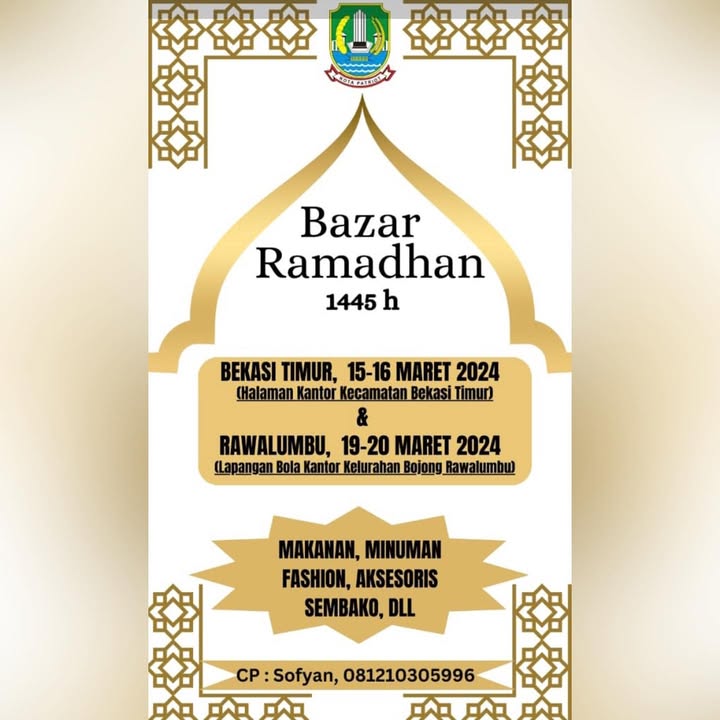 KOTA PATRIOT
Bazar
Ramadhan
1445 h
BEKASI TIMUR, 15-16 MARET 2024
(Halaman Kantor Kecamatan Bekasi Timur)
&
RAWALUMBU, 19-20 MARET 2024
(Lapangan Bola Kantor Kelurahan Bojong Rawalumbu)
MAKANAN, MINUMAN
FASHION, AKSESORIS
SEMBAKO, DLL
CP : Sofyan, 081210305996